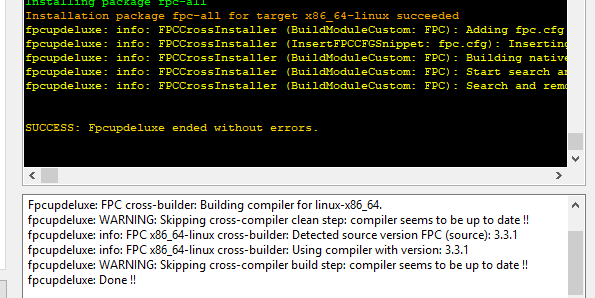 Installing package fpc-all
Installation package fpc-all for target x86_64-linux succeeded
fpcupdeluxe: info: FPCCrossInstaller (BuildModuleCustom: FPC): Adding fpc.cfg
fpcupdeluxe: info: FPCCrossInstaller (InsertFPCCFGSnippet: fpc.cfg): Inserting
fpcupdeluxe: info: FPCCrossInstaller (BuildModuleCustom: FPC): Building native
fpcupdeluxe: info: FPCCrossInstaller (BuildModuleCustom: FPC): Start search an
fpcupdeluxe: info: FPCCrossInstaller (BuildModuleCustom: FPC): Search and remo
SUCCESS: Fpcupdeluxe ended without errors.
Fpcupdeluxe: FPC cross-builder: Building compiler for linux-x86_64.
fpcupdeluxe: WARNING: Skipping cross-compiler clean step: compiler seems to be up to date !!
fpcupdeluxe: info: FPC x86_64-linux cross-builder: Detected source version FPC (source): 3.3.1
fpcupdeluxe: info: FPC x86_64-linux cross-builder: Using compiler with version: 3.3.1
fpcupdeluxe: WARNING: Skipping cross-compiler build step: compiler seems to be up to date !!
fpcupdeluxe: Done !!